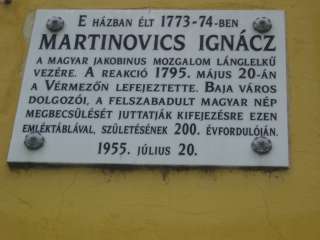 E HÁZBAN ÉLT 1773-74-BEN
MARTINOVICS IGNÁCZ
A MAGYAR JAKOBINUS MOZGALOM LÁNGLELKŰ
VEZÉRE. A REAKCIÓ 1795. MÁJUS 20-ÁN
A VÉRMEZŐN LEFEJEZTETTE. BAJA VÁROS
DOLGOZÓI, A FELSZABADULT MAGYAR NÉP
MEGBECSÜLÉSÉT JUTTATJÁK KIFEJEZÉSRE EZEN
EMLÉKTÁBLÁVAL, SZÜLETÉSÉNEK 200. ÉVFORDULÓJÁN.
1955. JÚLIUS 20.